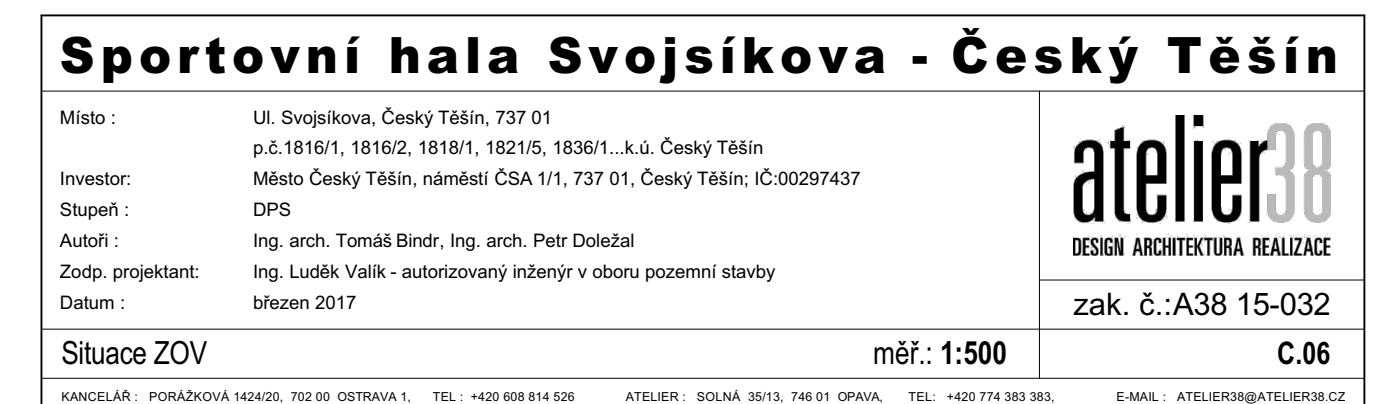 Sportovní hala Svojsíkova - Český Těšín
Místo : Ul. Svojsíkova, Český Těšín, 737 01
p.č.1816/1, 1816/2, 1818/1, 1821/5, 1836/1...k.ú. Český Těšín
Investor: Město Český Těšín, náměstí ČSA 1/1, 737 01, Český Těšín; IČ:00297437
Stupeň : DPS
Autoři : Ing. arch. Tomáš Bindr, Ing. arch. Petr Doležal
Zodp. projektant: Ing. Luděk Valík - autorizovaný inženýr v oboru pozemní stavby
Datum : březen 2017
atelier38
DESIGN ARCHITEKTURA REALIZACE
zak. č.:A38 15-032
Situace ZOV měř.: 1:500 C.06
KANCELÁŘ : PORÁŽKOVÁ 1424/20, 702 00 OSTRAVA 1, TEL : +420 608 814 526 ATELIER : SOLNÁ 35/13, 746 01 OPAVA, TEL: +420 774 383 383, E-MAIL : ATELIER38@ATELIER38.CZ